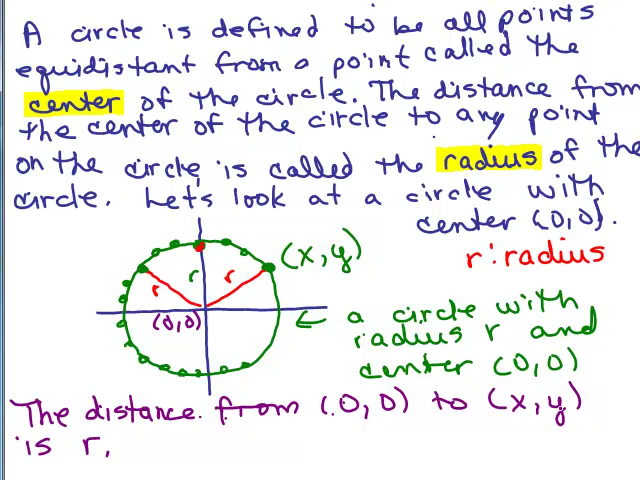 A circle is defined to be all points
equidistant from a point called the
center of the circle. The distance from
the center of the circle to any point
on the circle is called the radius of the
circle. Let's look at a circle with
center (0,0).
r: radius
(x,y)
r
r
r
(0,0)
a circle with
radius r and
center (0,0)
The distance from (0,0) to (x,y)
is r,